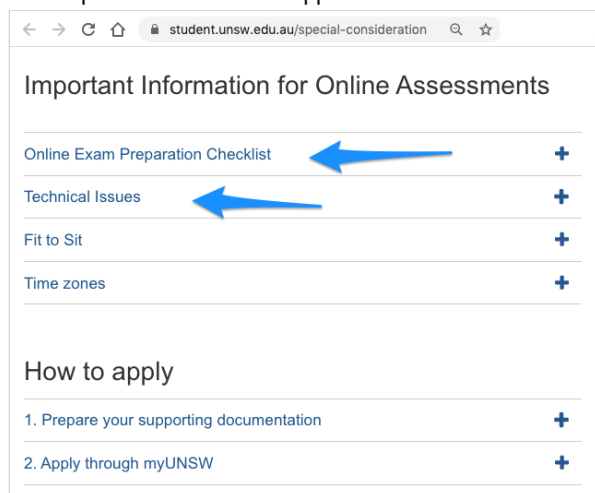 student.unsw.edu.au/special-consideration
Important Information for Online Assessments
Online Exam Preparation Checklist
Technical Issues
Fit to Sit
Time zones
How to apply
1. Prepare your supporting documentation
2. Apply through myUNSW